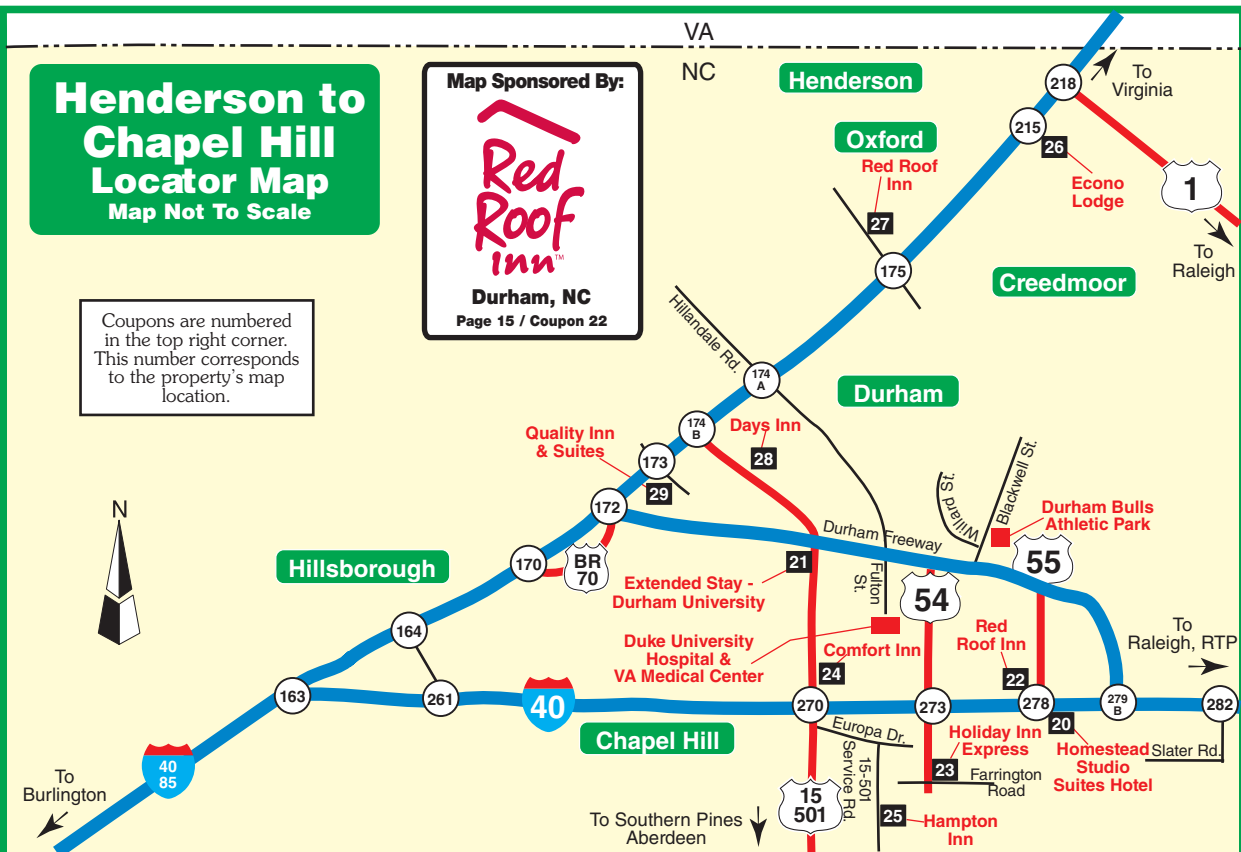 VA
NC
Henderson to
Chapel Hill
Locator Map
Map Not To Scale
Map Sponsored By:
Red
Roof
Inn™
Durham, NC
Page 15 / Coupon 22
Henderson
Oxford
Red Roof
Inn
27
175
218
To
Virginia
215
26
Econo
Lodge
1
To
Raleigh
Creedmoor
Coupons are numbered
in the top right corner.
This number corresponds
to the property's map
location.
Hillandale Rd.
174
A
Durham
174
B
Days Inn
28
Quality Inn
& Suites
173
29
172
N
Hillsborough
170
BR
70
Durham Freeway
Willard St.
Blackwell St.
Durham Bulls
Athletic Park
21
Extended Stay -
Durham University
Fulton
St.
54
55
164
Duke University
Hospital &
VA Medical Center
Comfort Inn
24
Red
Roof Inn
22
To
Raleigh, RTP
163
261
40
270
273
278
279
B
282
Chapel Hill
Europa Dr.
20
Homestead
Studio
Suites Hotel
Slater Rd.
Holiday Inn
Express
23
Farrington
Road
15-501
Service Rd.
40
85
To
Burlington
15
501
To Southern Pines
Aberdeen
25
Hampton
Inn